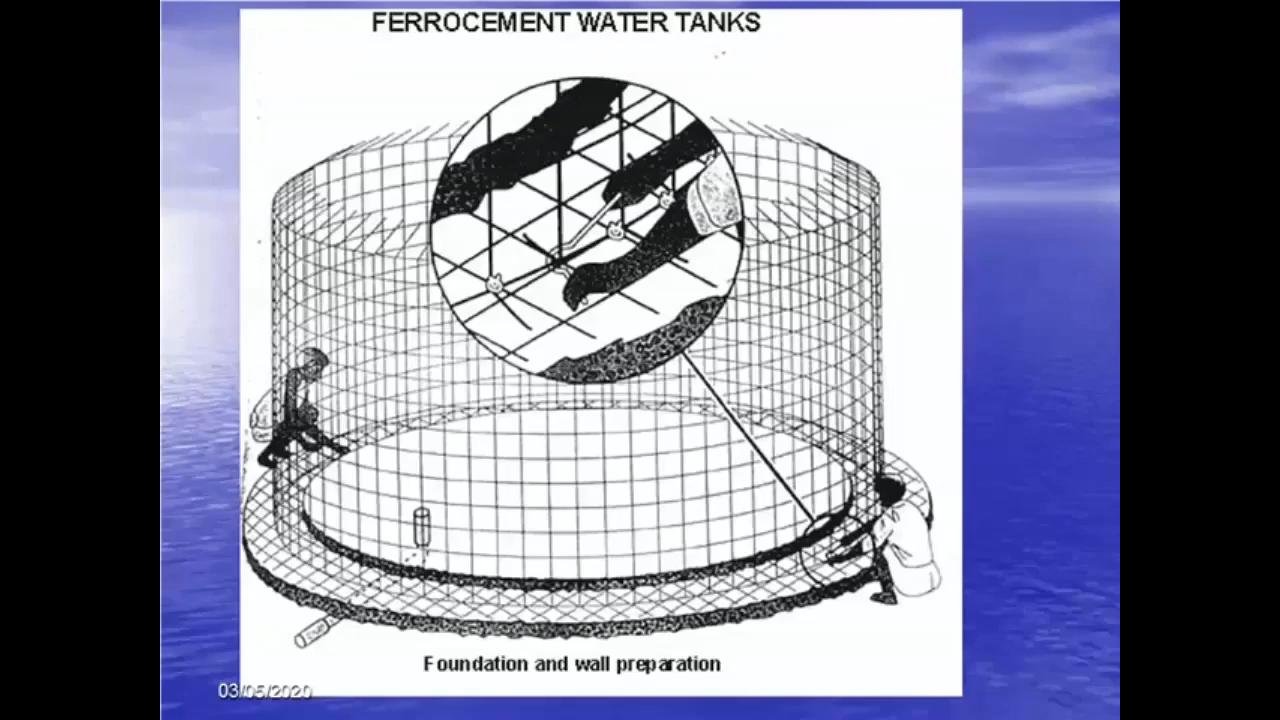 FERROCEMENT WATER TANKS
Foundation and wall preparation
03/05/2020